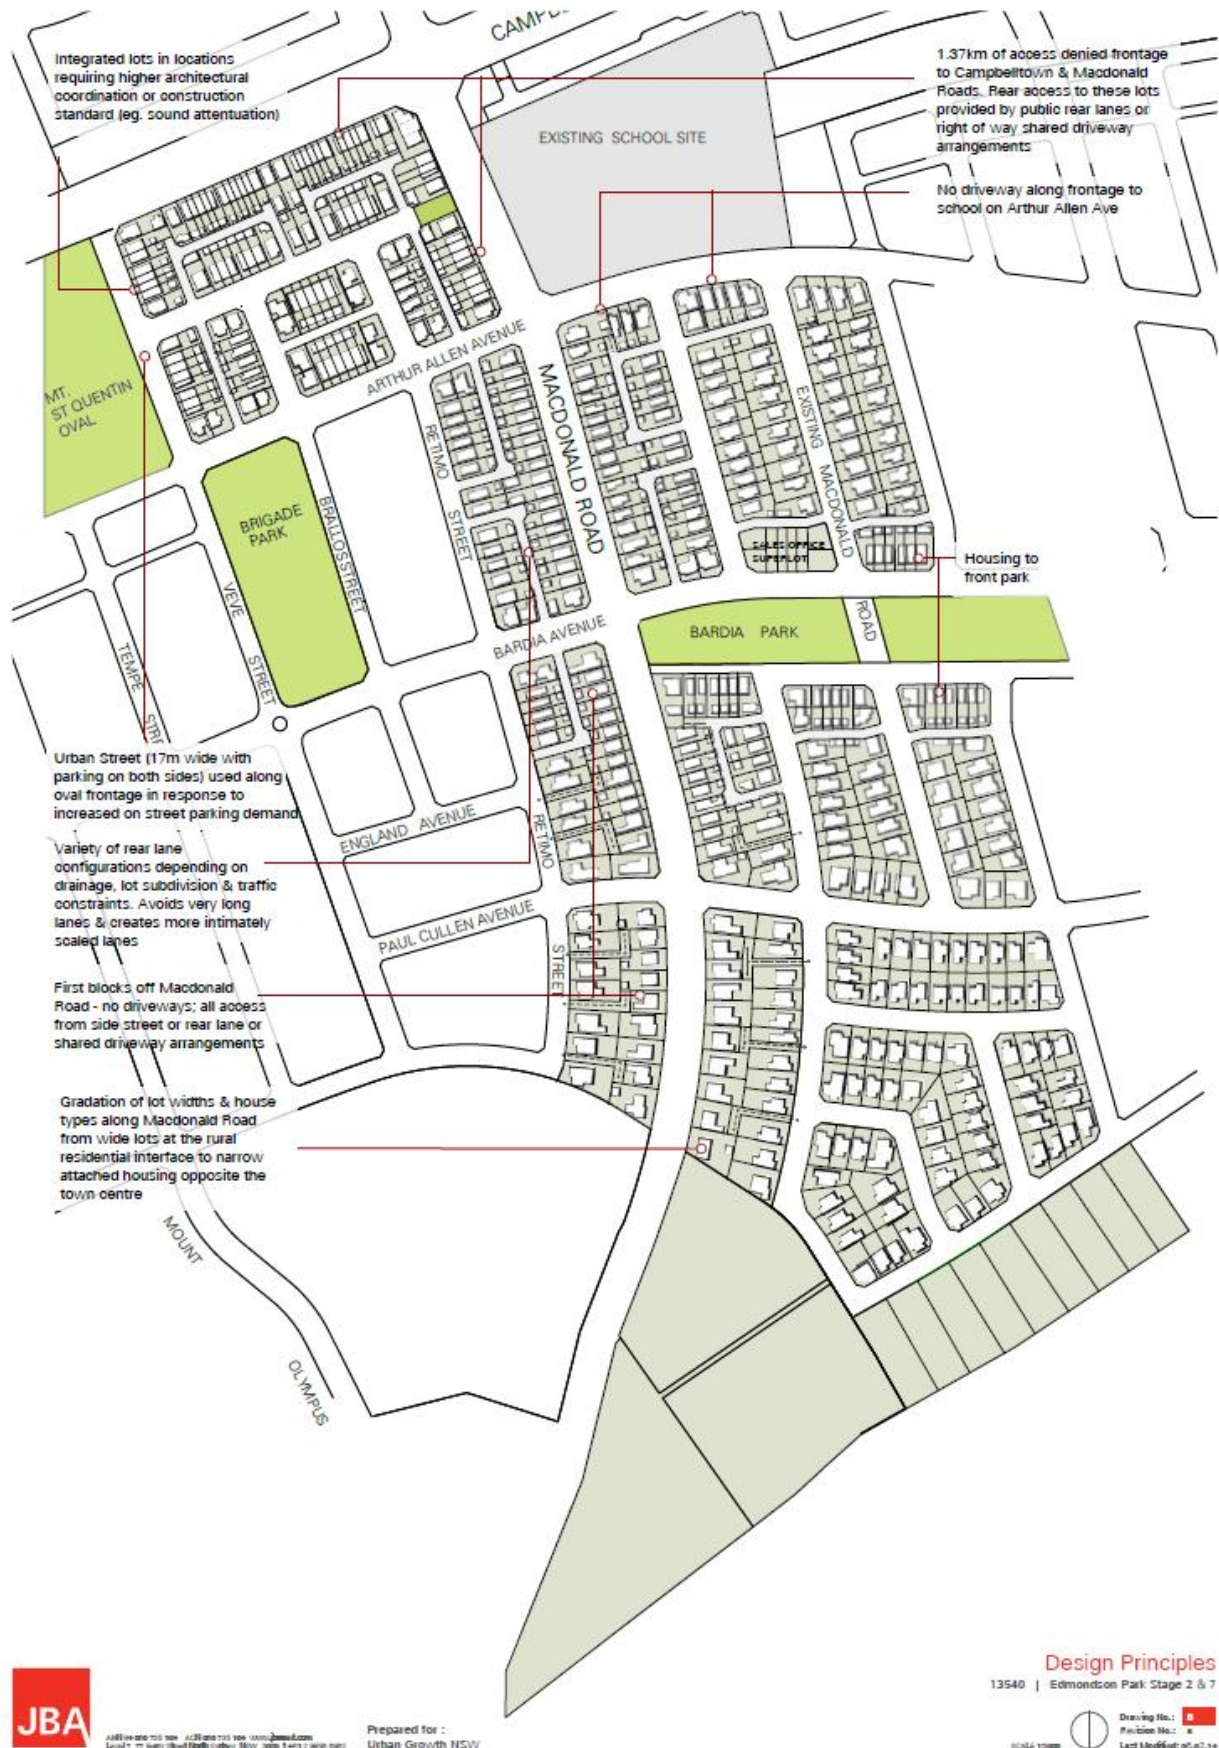 CAMPBE
Integrated lots in locations
requiring higher architectural
coordination or construction
standard (eg. sound attentuation)
1.37km of access denied frontage
to Campbelltown & Macdonald
Roads. Rear access to these lots
provided by public rear lanes or
right of way shared driveway
arrangements
EXISTING SCHOOL SITE
No driveway along frontage to
school on Arthur Allen Ave
ARTHUR ALLEN AVENUE
MT.
ST QUENTIN
OVAL
MACDONALD ROAD
RETIMO
STREET
EXISTING MACDONALD
ROAD
BRIGADE
PARK
BRALLOS STREET
SALES OFFICE
SUPERLOT
Housing to
front park
VEVE
STREET
BARDIA AVENUE
BARDIA PARK
TEMPE
STRE
Urban Street (17m wide with
parking on both sides) used along
oval frontage in response to
increased on street parking demand
ENGLAND AVENUE
RETIMO
STREET
Variety of rear lane
configurations depending on
drainage, lot subdivision & traffic
constraints. Avoids very long
lanes & creates more intimately
scaled lanes
PAUL CULLEN AVENUE
First blocks off Macdonald
Road - no driveways; all access
from side street or rear lane or
shared driveway arrangements
Gradation of lot widths & house
types along Macdonald Road
from wide lots at the rural
residential interface to narrow
attached housing opposite the
town centre
MOUNT
OLYMPUS
Design Principles
13540 | Edmondson Park Stage 2 & 7
JBA
Prepared for :
Urban Growth NSW
Drawing No.: 8
Revision No.:
Last Modified: